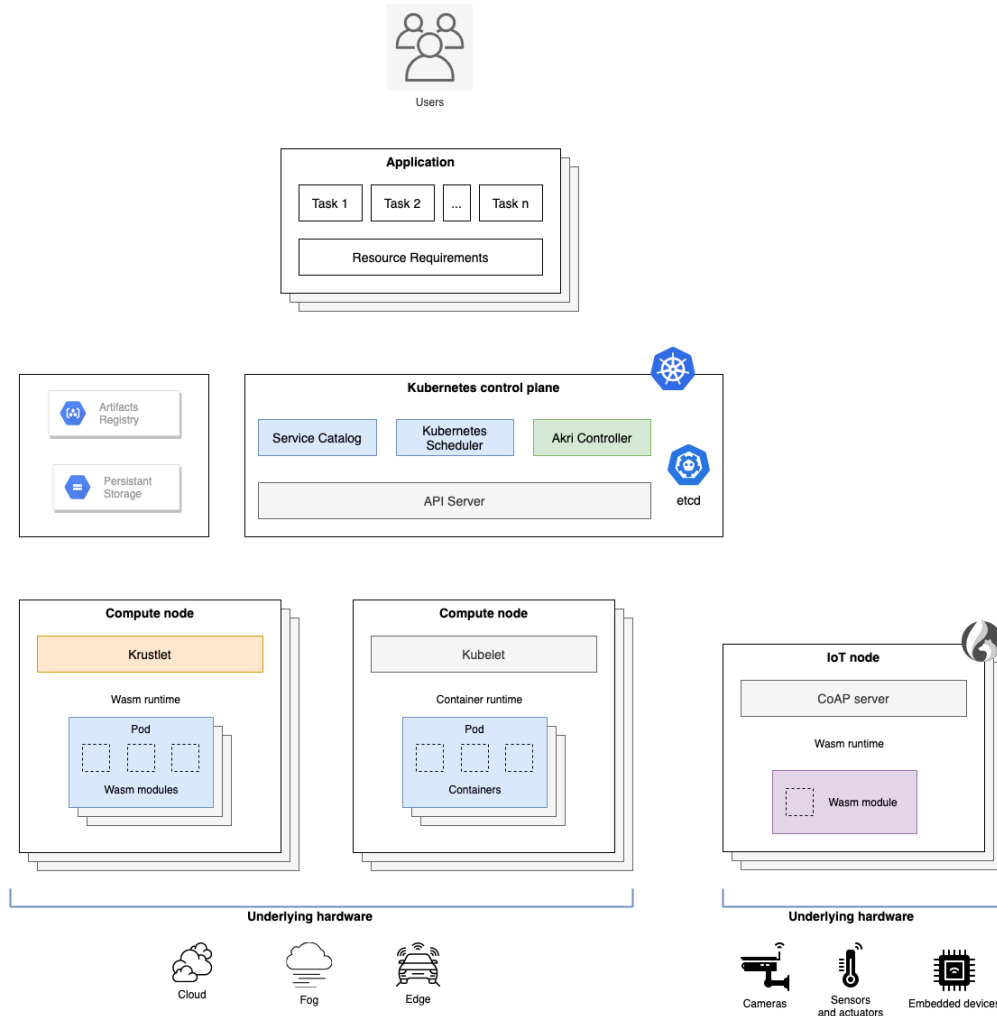 Users
Application
Task 1
Task 2
...
Task n
Resource Requirements
Artifacts
Registry
Persistant
Storage
Kubernetes control plane
Service Catalog
Kubernetes
Scheduler
Akri Controller
API Server
etcd
Compute node
Krustlet
Wasm runtime
Pod
Wasm modules
Compute node
Kubelet
Container runtime
Pod
Containers
IoT node
CoAP server
Wasm runtime
Wasm module
Underlying hardware
Cloud
Fog
Edge
Underlying hardware
Cameras
Sensors
and actuators
Embedded devices